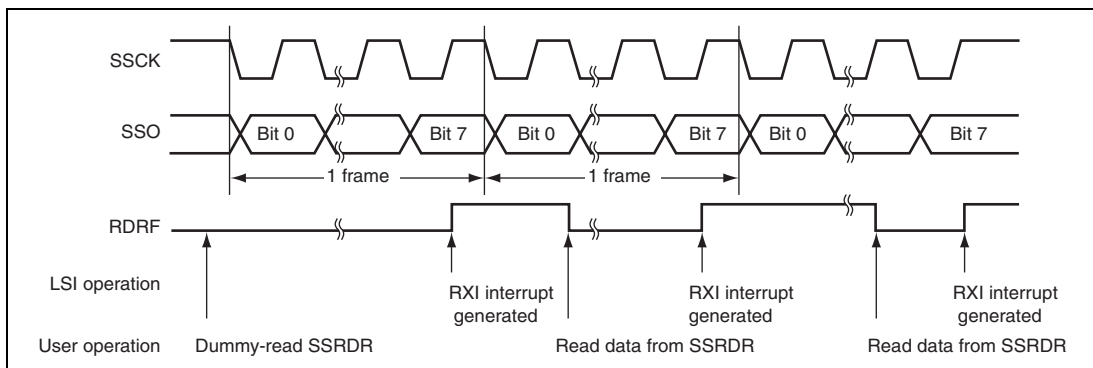 SSCK
SSO
Bit 0
Bit 7
Bit 0
Bit 7
Bit 0
Bit 7
1 frame
1 frame
RDRF
LSI operation
RXI interrupt
generated
RXI interrupt
generated
RXI interrupt
generated
User operation
Dummy-read SSRDR
Read data from SSRDR
Read data from SSRDR